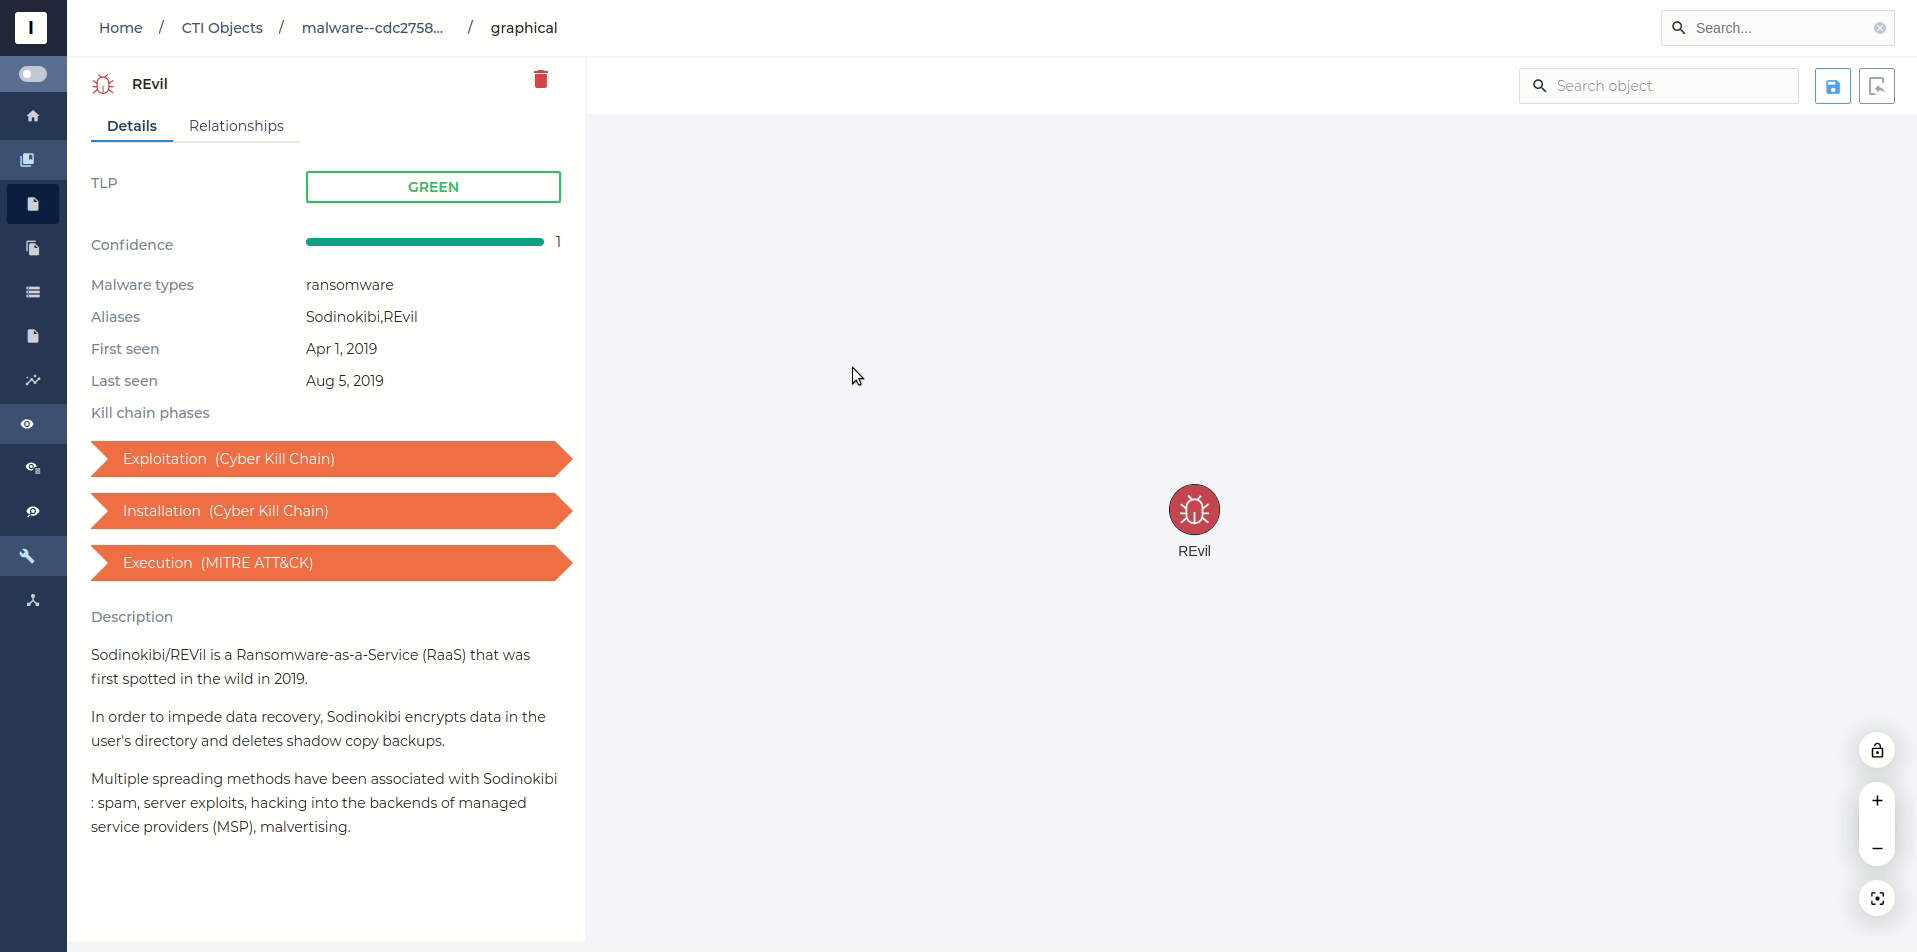 I
Home / CTI Objects / malware--cdc2758... / graphical
Search...
REvil
Search object
Details Relationships
TLP GREEN
Confidence 1
Malware types ransomware
Aliases Sodinokibi,REvil
First seen Apr 1, 2019
Last seen Aug 5, 2019
Kill chain phases
Exploitation (Cyber Kill Chain)
Installation (Cyber Kill Chain)
Execution (MITRE ATT&CK)
Description
Sodinokibi/REVil is a Ransomware-as-a-Service (RaaS) that was
first spotted in the wild in 2019.
In order to impede data recovery, Sodinokibi encrypts data in the
user's directory and deletes shadow copy backups.
Multiple spreading methods have been associated with Sodinokibi
: spam, server exploits, hacking into the backends of managed
service providers (MSP), malvertising.
REvil